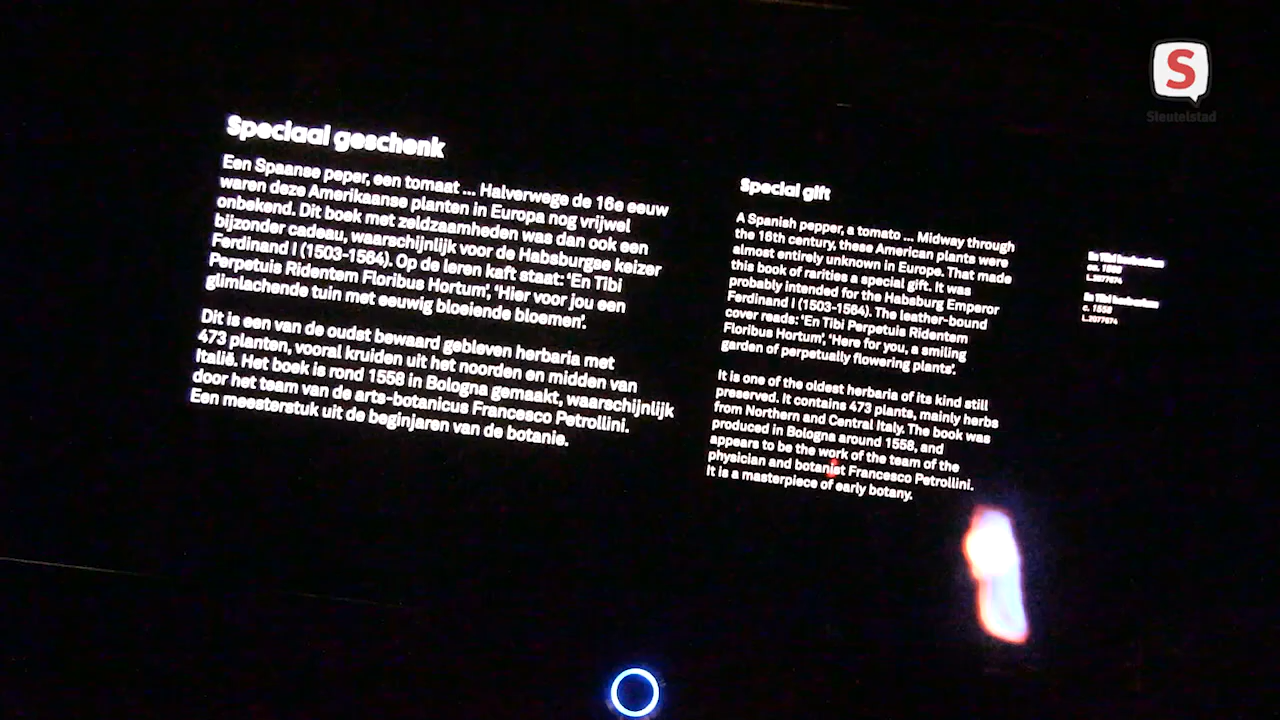 Speciaal geschenk
Een Spaanse peper, een tomaat ... Halverwege de 16e eeuw
waren deze Amerikaanse planten in Europa nog vrijwel
onbekend. Dit boek met zeldzaamheden was dan ook een
bijzonder cadeau, waarschijnlijk voor de Habsburgse keizer
Ferdinand I (1503-1564). Op de leren kaft staat: 'En Tibi
Perpetuis Ridentem Floribus Hortum', 'Hier voor jou een
glimlachende tuin met eeuwig bloeiende bloemen'.
Dit is een van de oudst bewaard gebleven herbaria met
473 planten, vooral kruiden uit het noorden en midden van
Italië. Het boek is rond 1558 in Bologna gemaakt, waarschijnlijk
door het team van de arts-botanicus Francesco Petrollini.
Een meesterstuk uit de beginjaren van de botanie.
Special gift
A Spanish pepper, a tomato ... Midway through
the 16th century, these American plants were
almost entirely unknown in Europe. That made
this book of rarities a special gift. It was
probably intended for the Habsburg Emperor
Ferdinand I (1503-1564). The leather-bound
cover reads: 'En Tibi Perpetuis Ridentem
Floribus Hortum', 'Here for you, a smiling
garden of perpetually flowering plants'.
It is one of the oldest herbaria of its kind still
preserved. It contains 473 plants, mainly herbs
from Northern and Central Italy. The book was
produced in Bologna around 1558, and
appears to be the work of the team of the
physician and botanist Francesco Petrollini.
It is a masterpiece of early botany.
En Tibi herbarium
ca. 1558
L.2077074
En Tibi herbarium
c. 1558
L.2077074
S
Sleutelstad